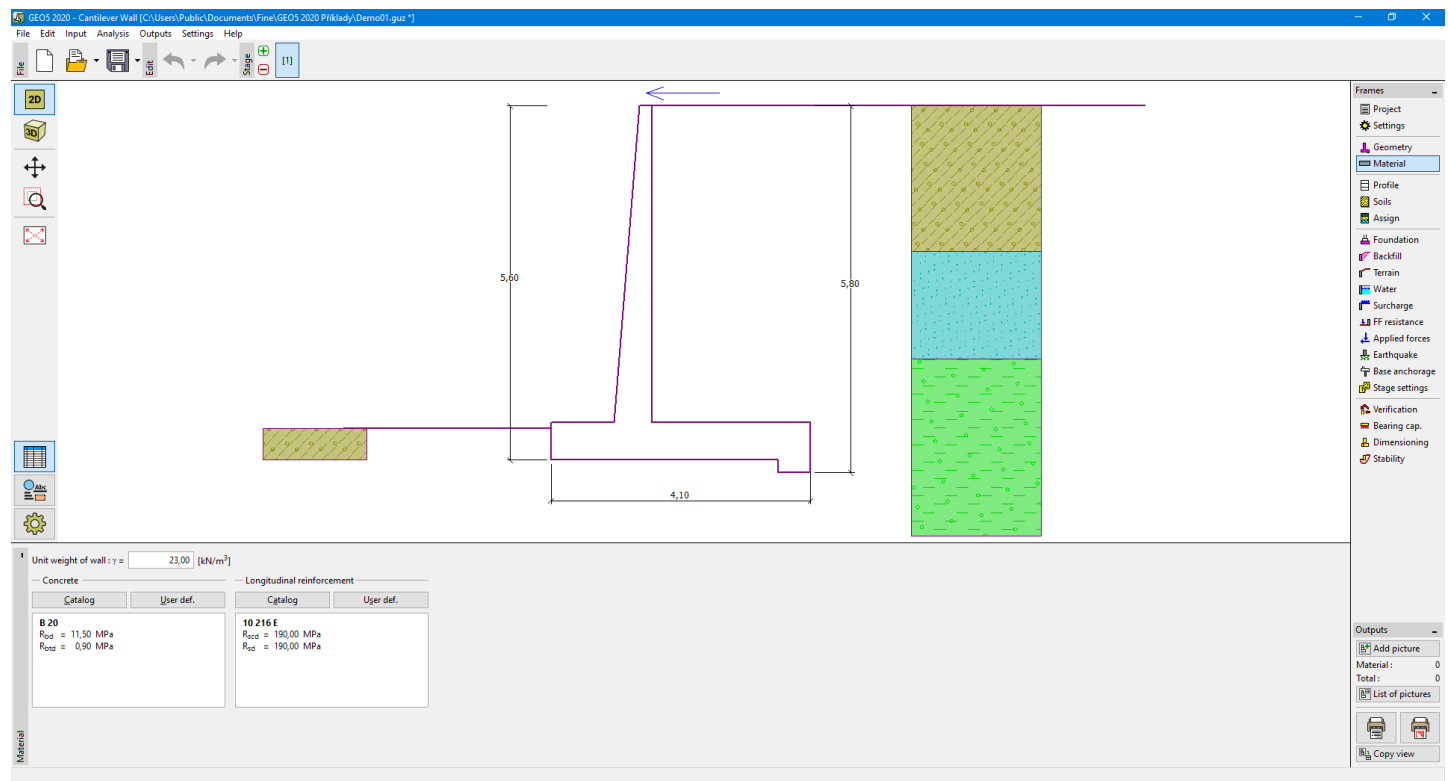 GEO5 2020 - Cantilever Wall [C:\Users\Public\Documents\Fine\GEO5 2020 Příklady\Demo01.guz *]
File Edit Input Analysis Outputs Settings Help
File
Edit
Stage
[1]
2D
3D
5,60
5,80
4,10
Frames
Project
Settings
Geometry
Material
Profile
Soils
Assign
Foundation
Backfill
Terrain
Water
Surcharge
FF resistance
Applied forces
Earthquake
Base anchorage
Stage settings
Verification
Bearing cap.
Dimensioning
Stability
Abc
Material
Unit weight of wall : γ = 23,00 [kN/m³]
Concrete
Catalog User def.
B 20
Rbd = 11,50 MPa
Rbtd = 0,90 MPa
Longitudinal reinforcement
Catalog User def.
10 216 E
Rscd = 190,00 MPa
Rsd = 190,00 MPa
Outputs
Add picture
Material : 0
Total : 0
List of pictures
Copy view